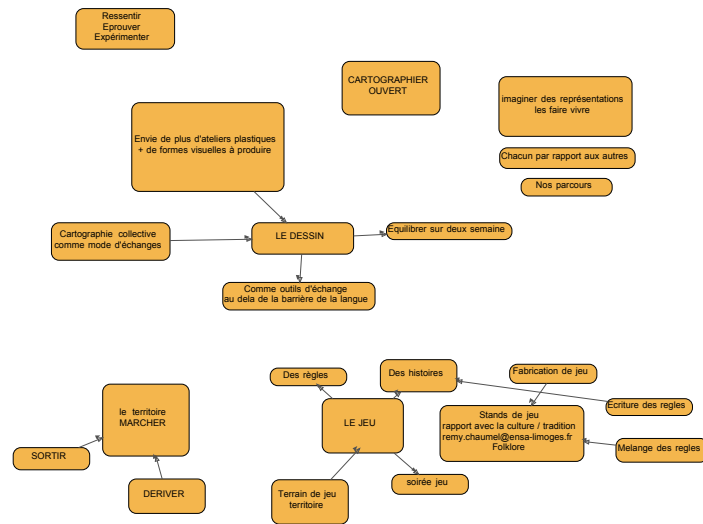 Ressentir
Eprouver
Expérimenter
CARTOGRAPHIER
OUVERT
imaginer des représentations
les faire vivre
Envie de plus d'ateliers plastiques
+ de formes visuelles à produire
Chacun par rapport aux autres
Nos parcours
Cartographie collective
comme mode d'échanges
LE DESSIN
Equilibrer sur deux semaine
Comme outils d'échange
au dela de la barrière de la langue
Des règles
Des histoires
Fabrication de jeu
le territoire
MARCHER
LE JEU
Ecriture des regles
Stands de jeu
rapport avec la culture / tradition
remy.chaumel@ensa-limoges.fr
Folklore
SORTIR
Melange des regles
DERIVER
Terrain de jeu
territoire
soirée jeu